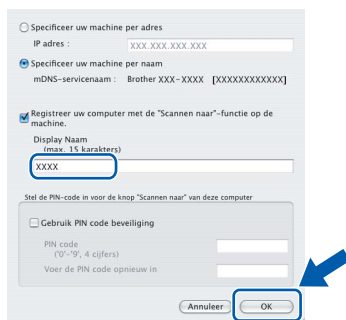 Specificeer uw machine per adres
IP adres :
XXX.XXX.XXX.XXX
Specificeer uw machine per naam
mDNS-servicenaam : Brother XXX-XXXX [XXXXXXXXXXXX]
Registreer uw computer met de "Scannen naar"-functie op de
machine.
Display Naam
(max. 15 karakters)
XXXX
Stel de PIN-code in voor de knop "Scannen naar" van deze computer
Gebruik PIN code beveiliging
PIN code
('0'-'9', 4 cijfers)
Voer de PIN code opnieuw in
Annuleer OK